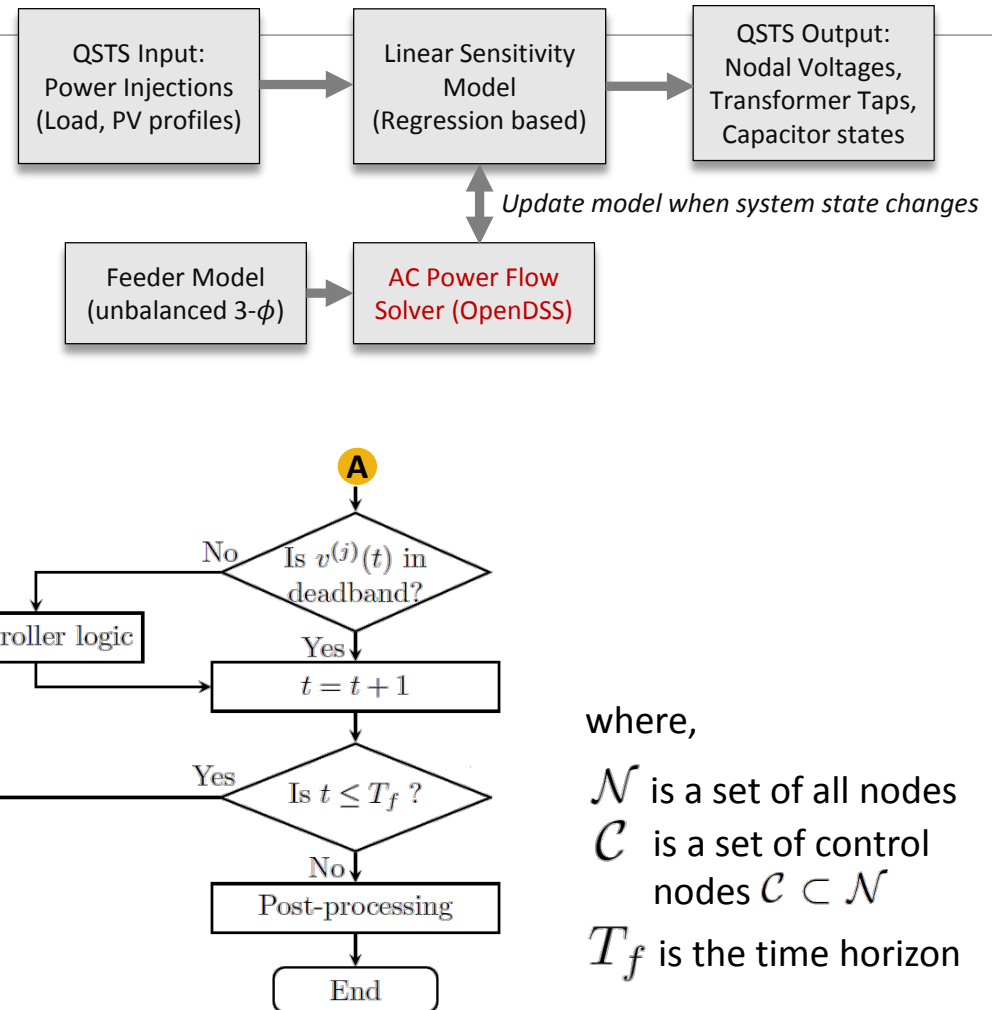 QSTS Input:
Power Injections
(Load, PV profiles)
Linear Sensitivity
Model
(Regression based)
QSTS Output:
Nodal Voltages,
Transformer Taps,
Capacitor states
Update model when system state changes
Feeder Model
(unbalanced 3-ϕ)
AC Power Flow
Solver (OpenDSS)
A
No
Is v^{(j)}(t) in
deadband?
roller logic
Yes
t = t + 1
Yes
Is t ≤ T_f ?
No
Post-processing
End
where,
𝒩 is a set of all nodes
𝒞 is a set of control
nodes 𝒞 ⊂ 𝒩
T_f is the time horizon